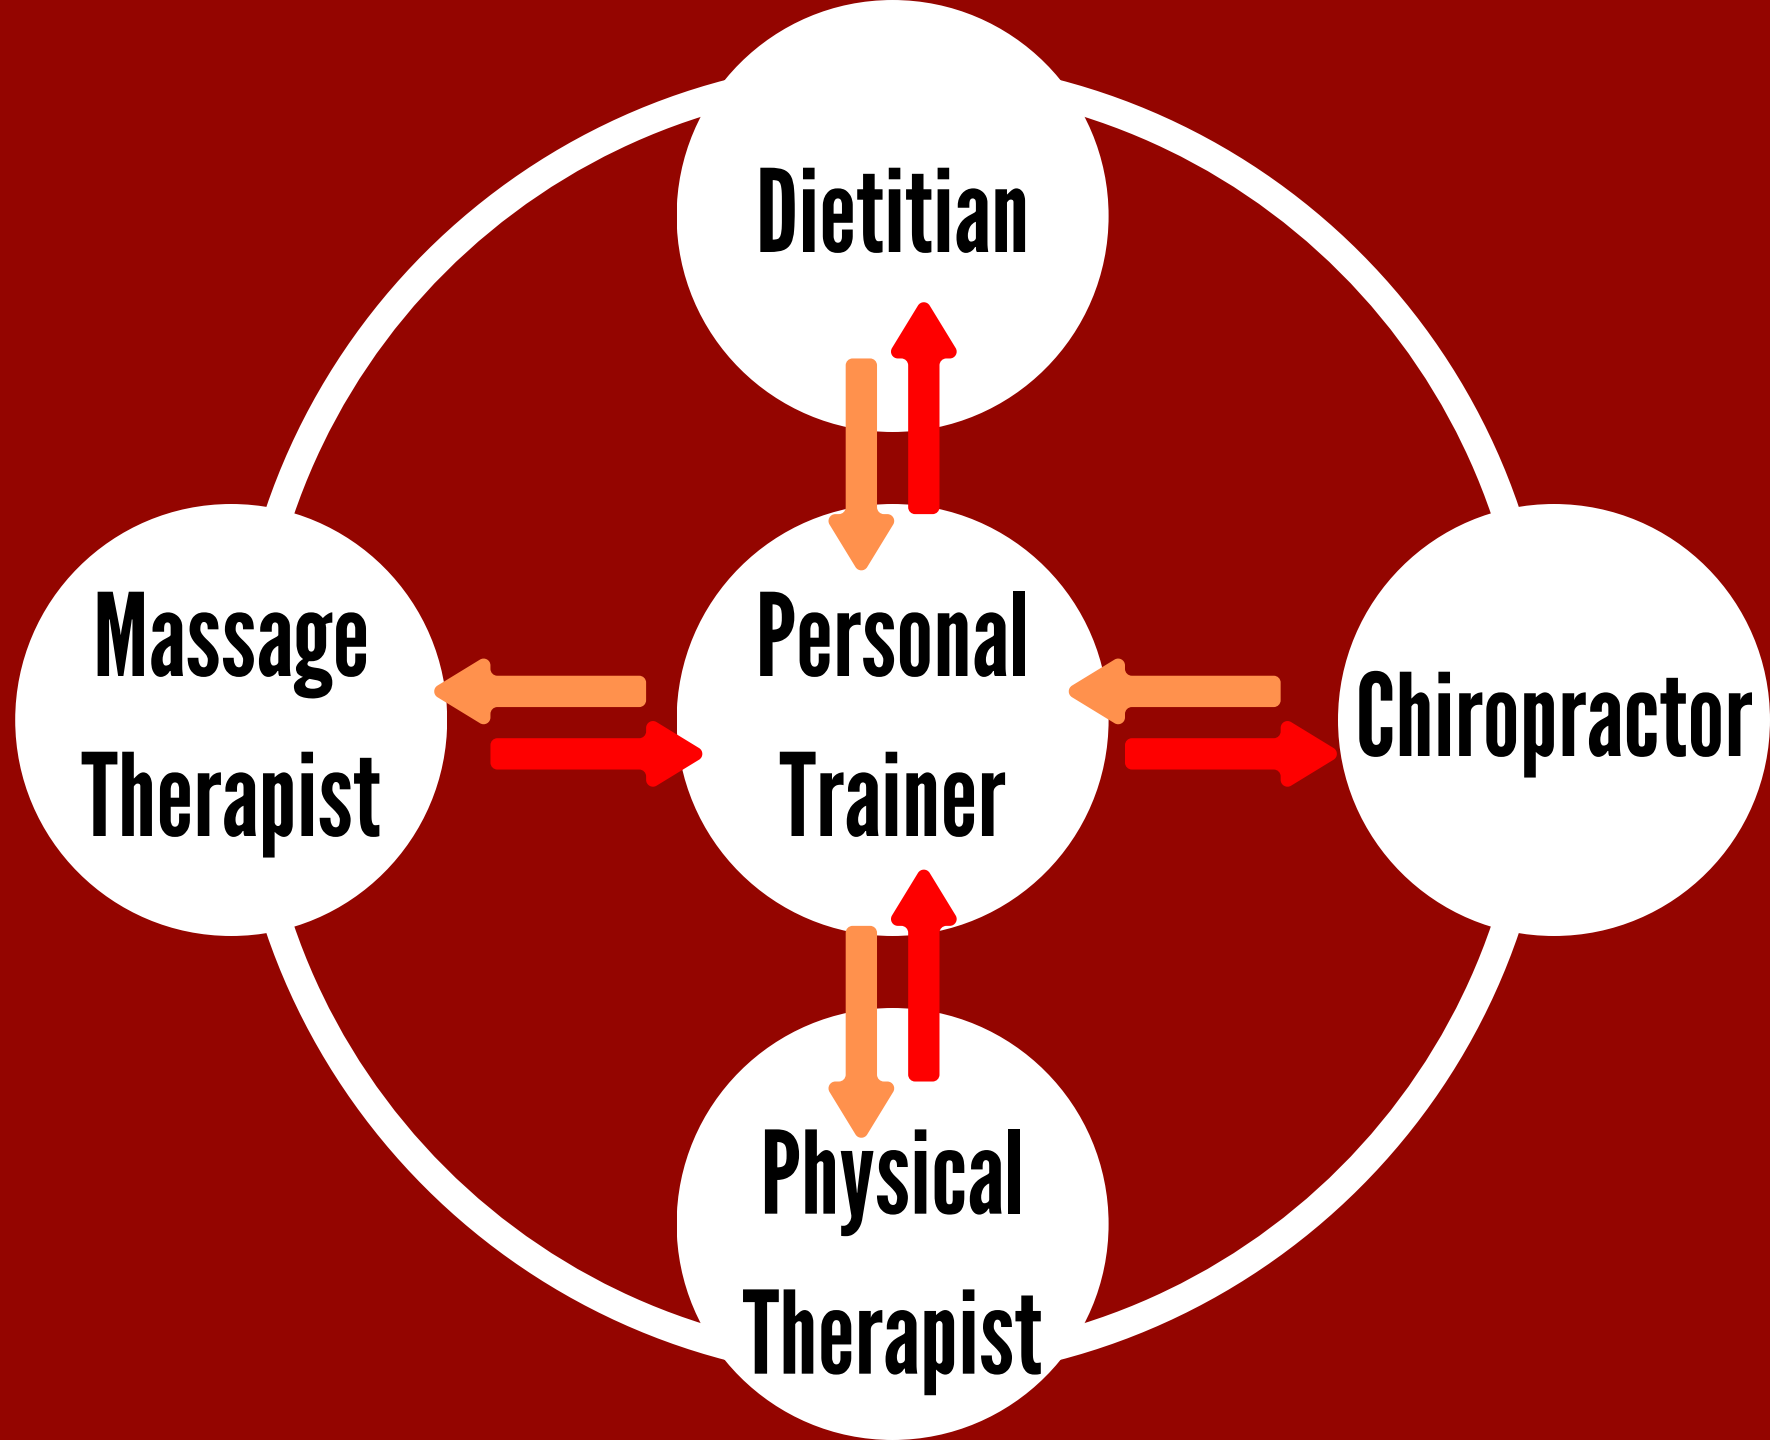 Dietitian
Massage
Therapist
Personal
Trainer
Chiropractor
Physical
Therapist